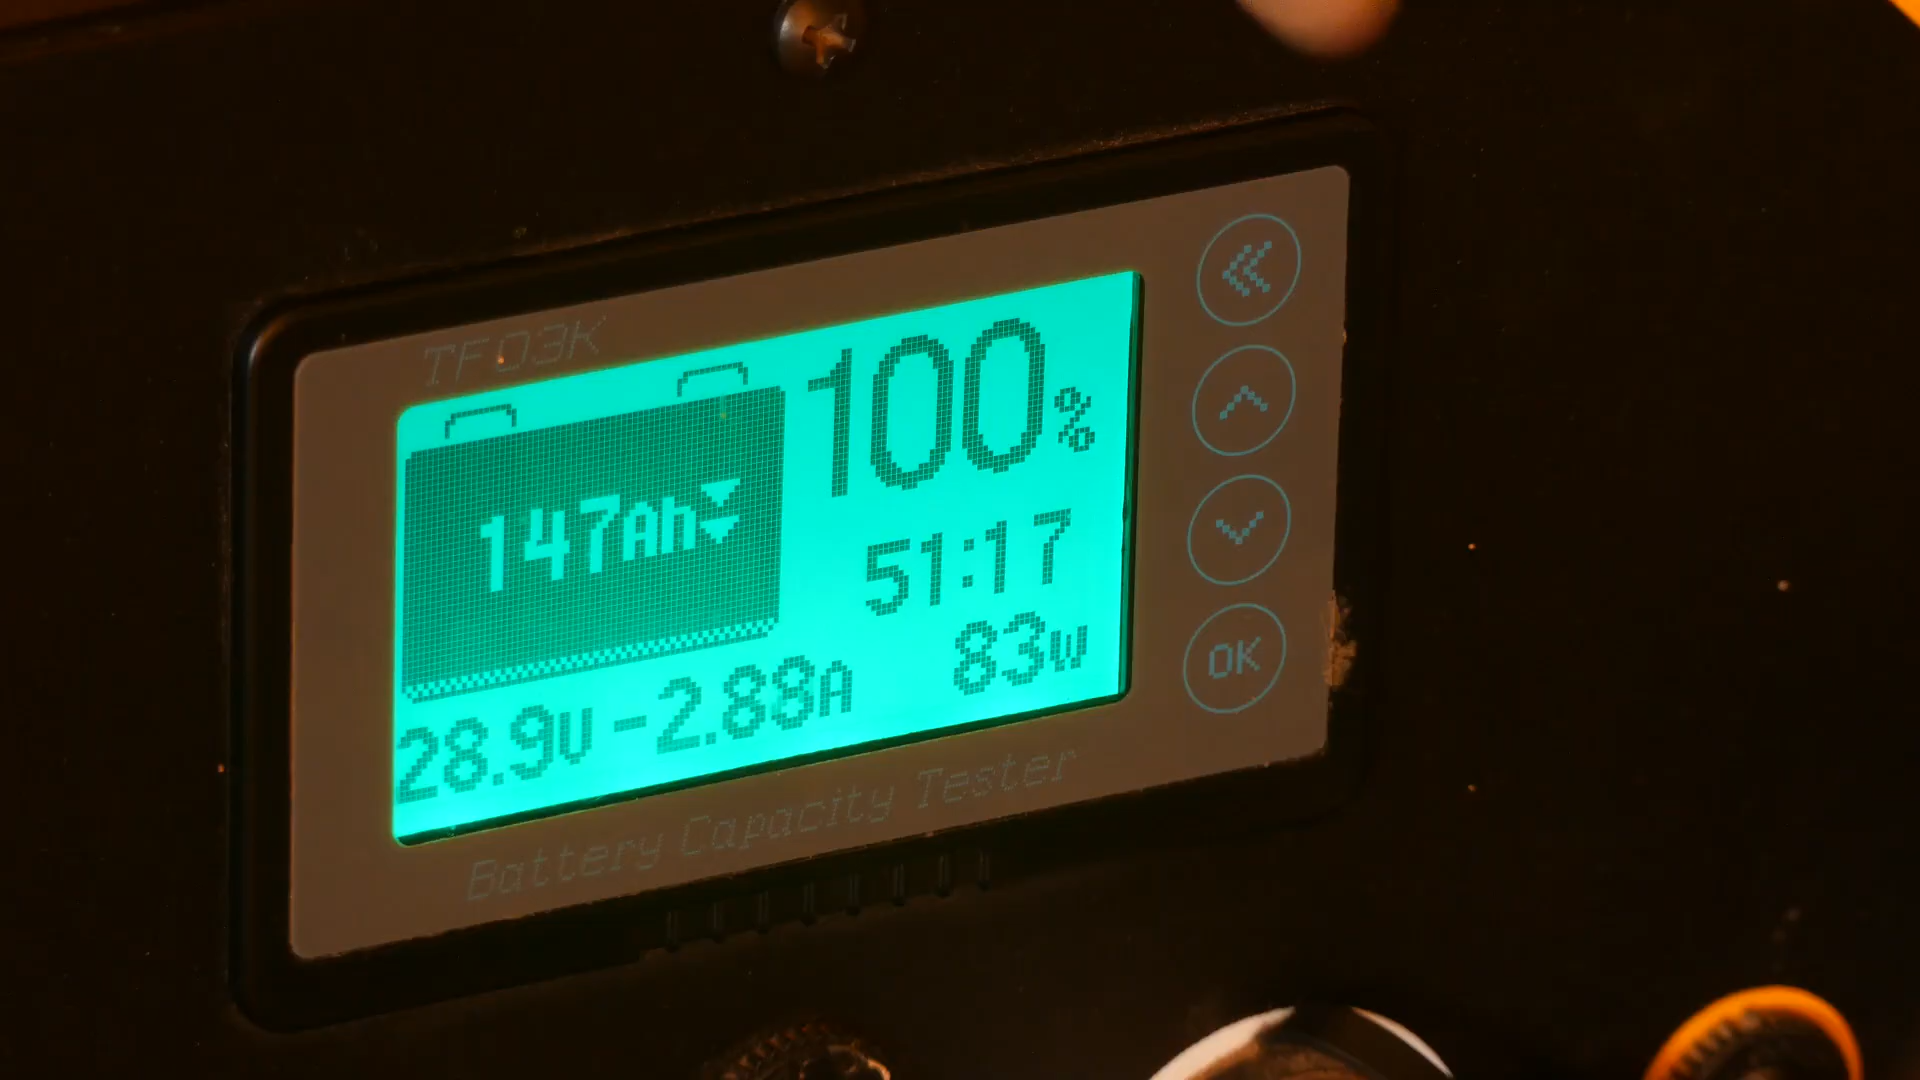 TF03K
100%
147Ah
51:17
83W
28.9V -2.88A
OK
Battery Capacity Tester